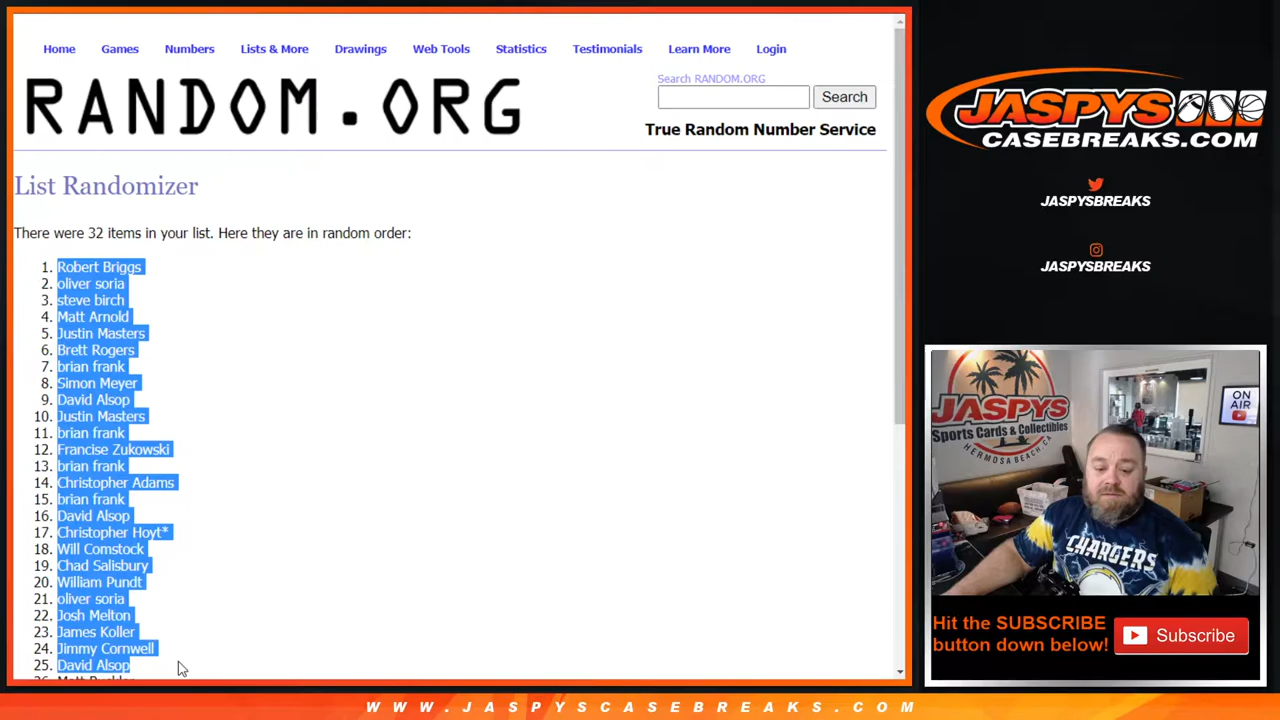 Home Games Numbers Lists & More Drawings Web Tools Statistics Testimonials Learn More Login
RANDOM.ORG
Search RANDOM.ORG
Search
True Random Number Service
List Randomizer
There were 32 items in your list. Here they are in random order:
1. Robert Briggs
2. oliver soria
3. steve birch
4. Matt Arnold
5. Justin Masters
6. Brett Rogers
7. brian frank
8. Simon Meyer
9. David Alsop
10. Justin Masters
11. brian frank
12. Francise Zukowski
13. brian frank
14. Christopher Adams
15. brian frank
16. David Alsop
17. Christopher Hoyt*
18. Will Comstock
19. Chad Salisbury
20. William Pundt
21. oliver soria
22. Josh Melton
23. James Koller
24. Jimmy Cornwell
25. David Alsop
JASPYS
CASEBREAKS.COM
JASPYSBREAKS
JASPYSBREAKS
JASPYS
Sports Cards & Collectibles
HERMOSA BEACH, CA
ON
AIR
CHARGERS
Hit the SUBSCRIBE
button down below!
Subscribe
WWW.JASPYSCASEBREAKS.COM